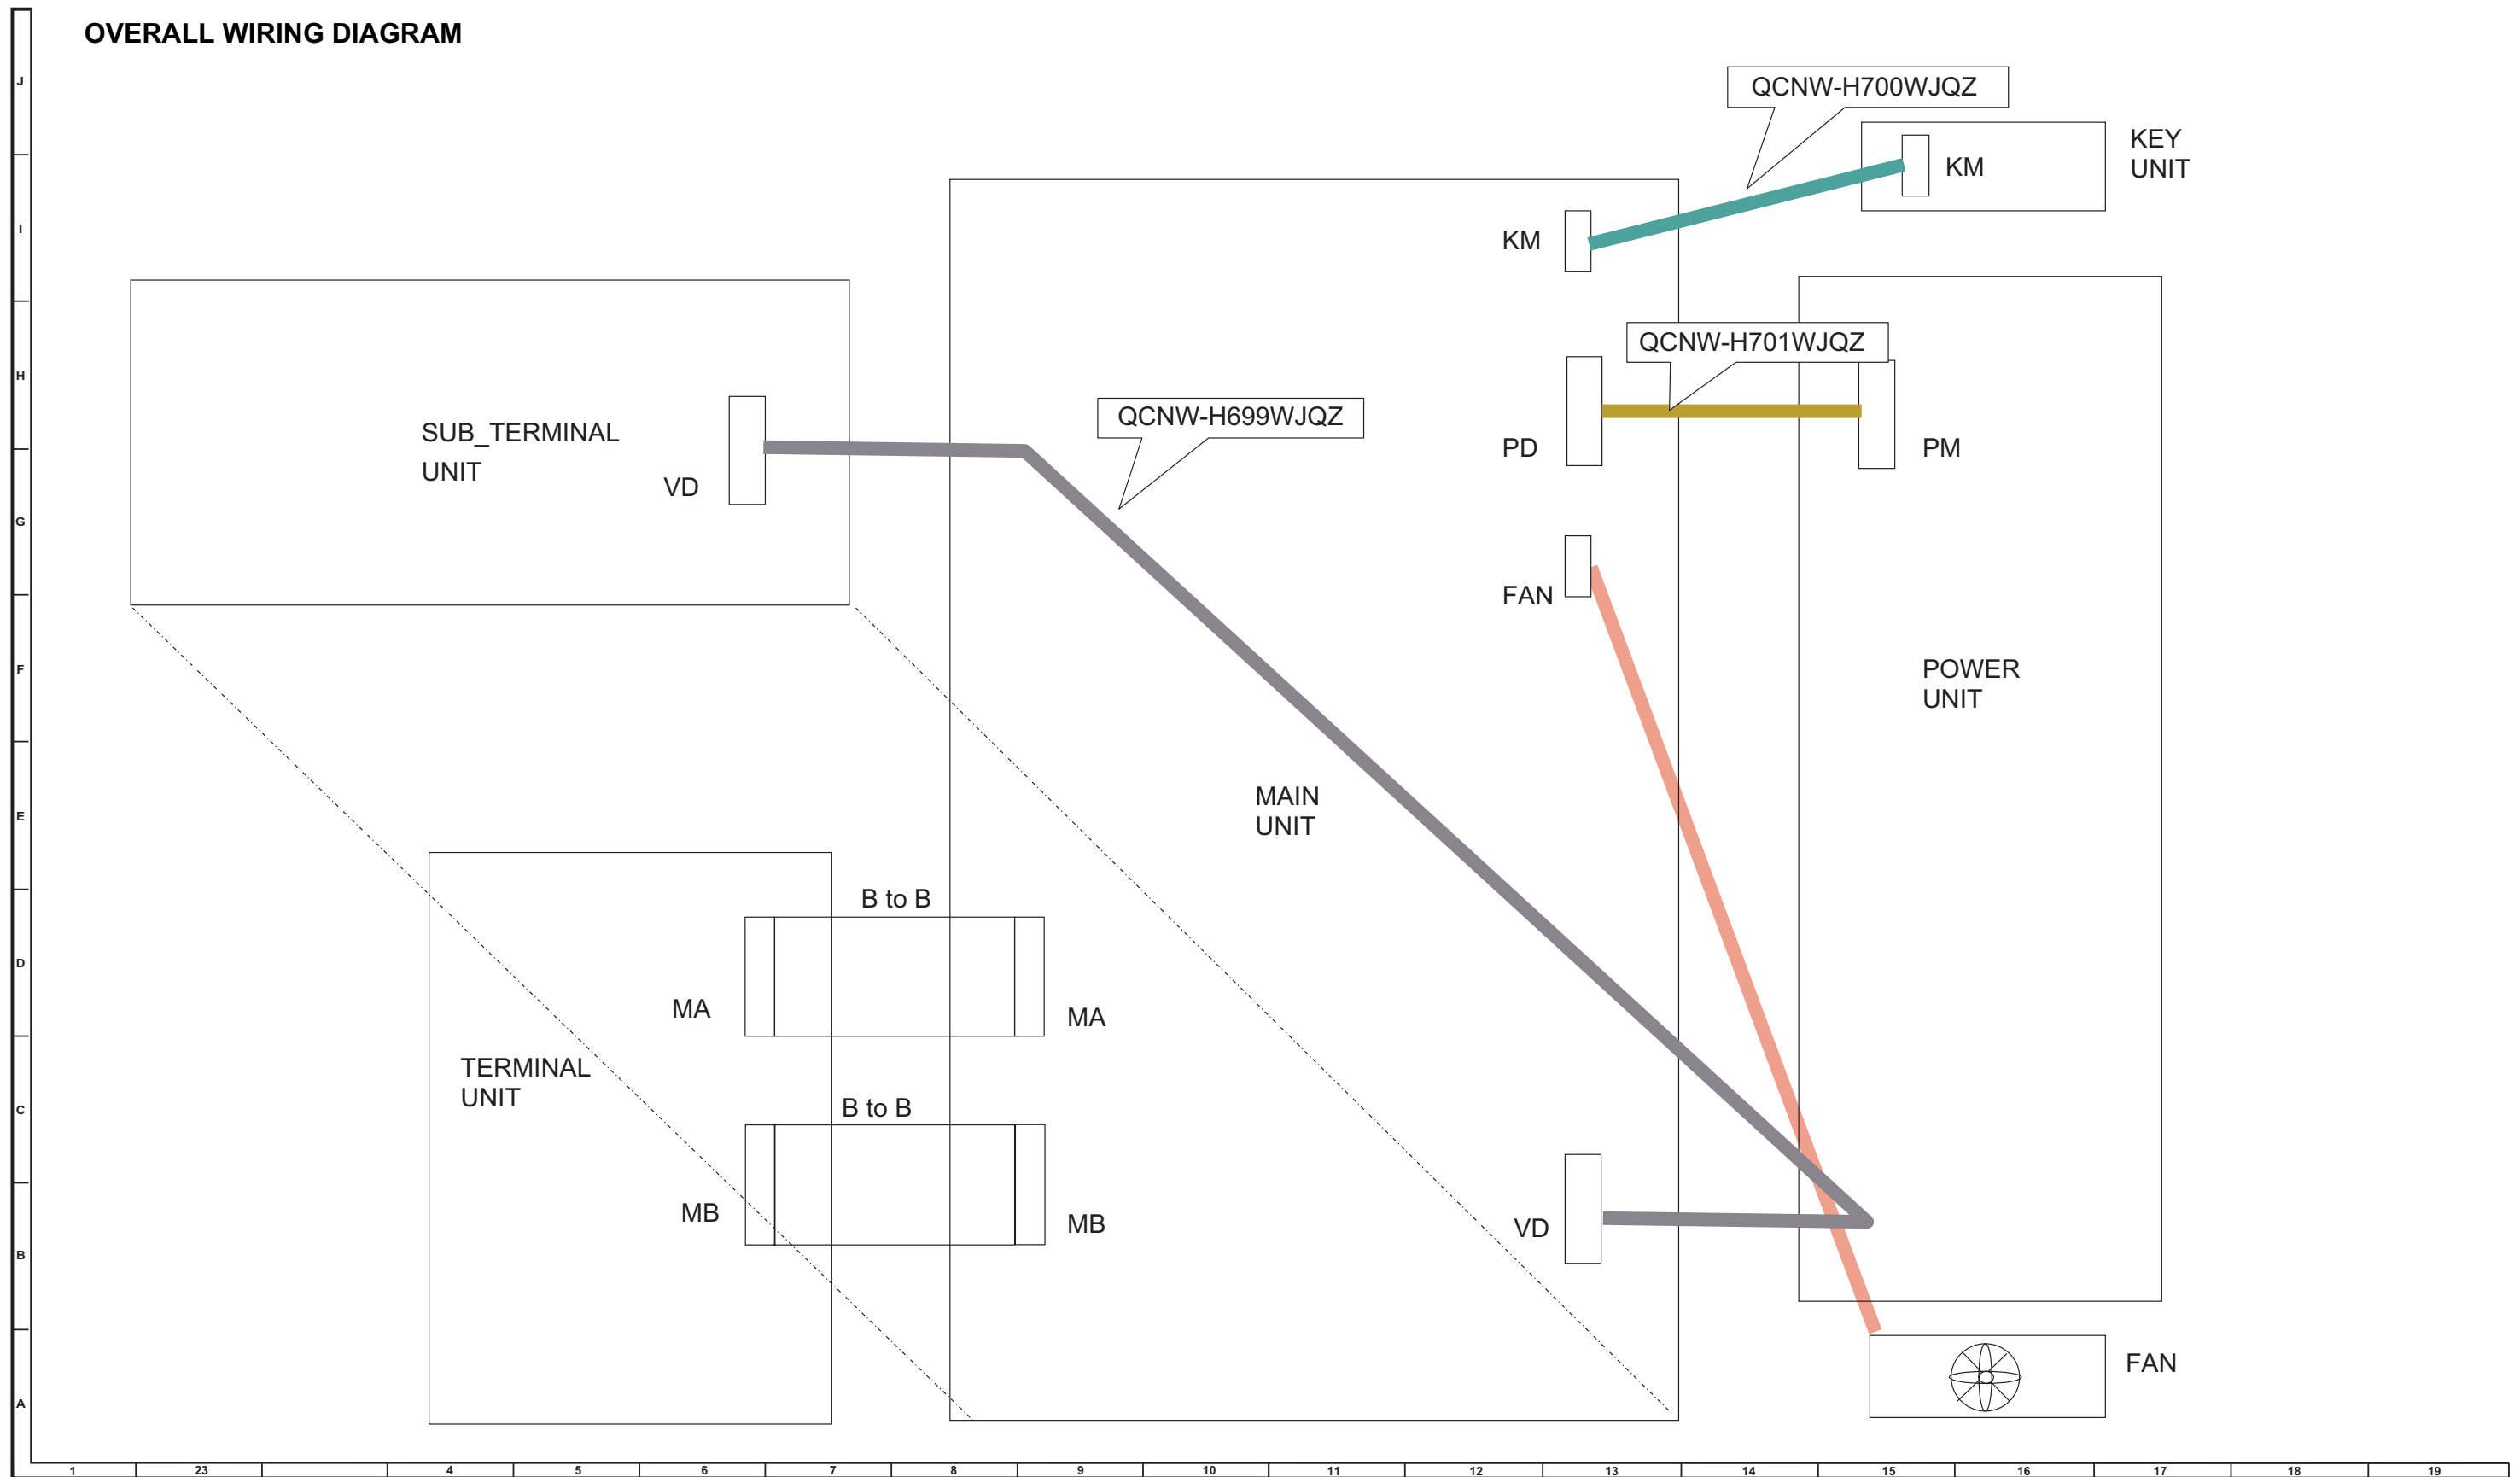 OVERALL WIRING DIAGRAM
J
QCNW-H700WJQZ
KEY
UNIT
KM
I
KM
QCNW-H701WJQZ
H
QCNW-H699WJQZ
SUB_TERMINAL
UNIT
PD
PM
VD
G
FAN
F
POWER
UNIT
MAIN
UNIT
E
B to B
D
MA
MA
TERMINAL
UNIT
B to B
C
MB
MB
VD
B
FAN
A
1 23 4 5 6 7 8 9 10 11 12 13 14 15 16 17 18 19